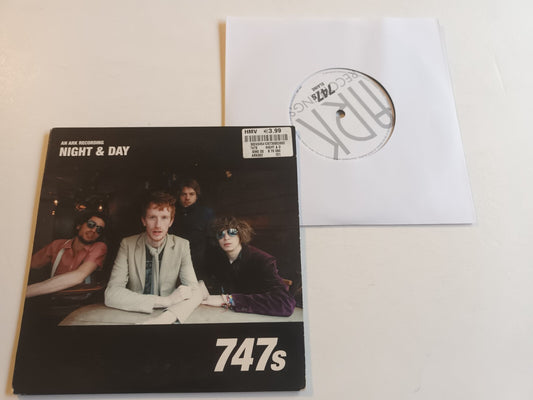 AN ARK RECORDING
NIGHT & DAY
HMV €3.99
747s
ARK
RECORDINGS
747s